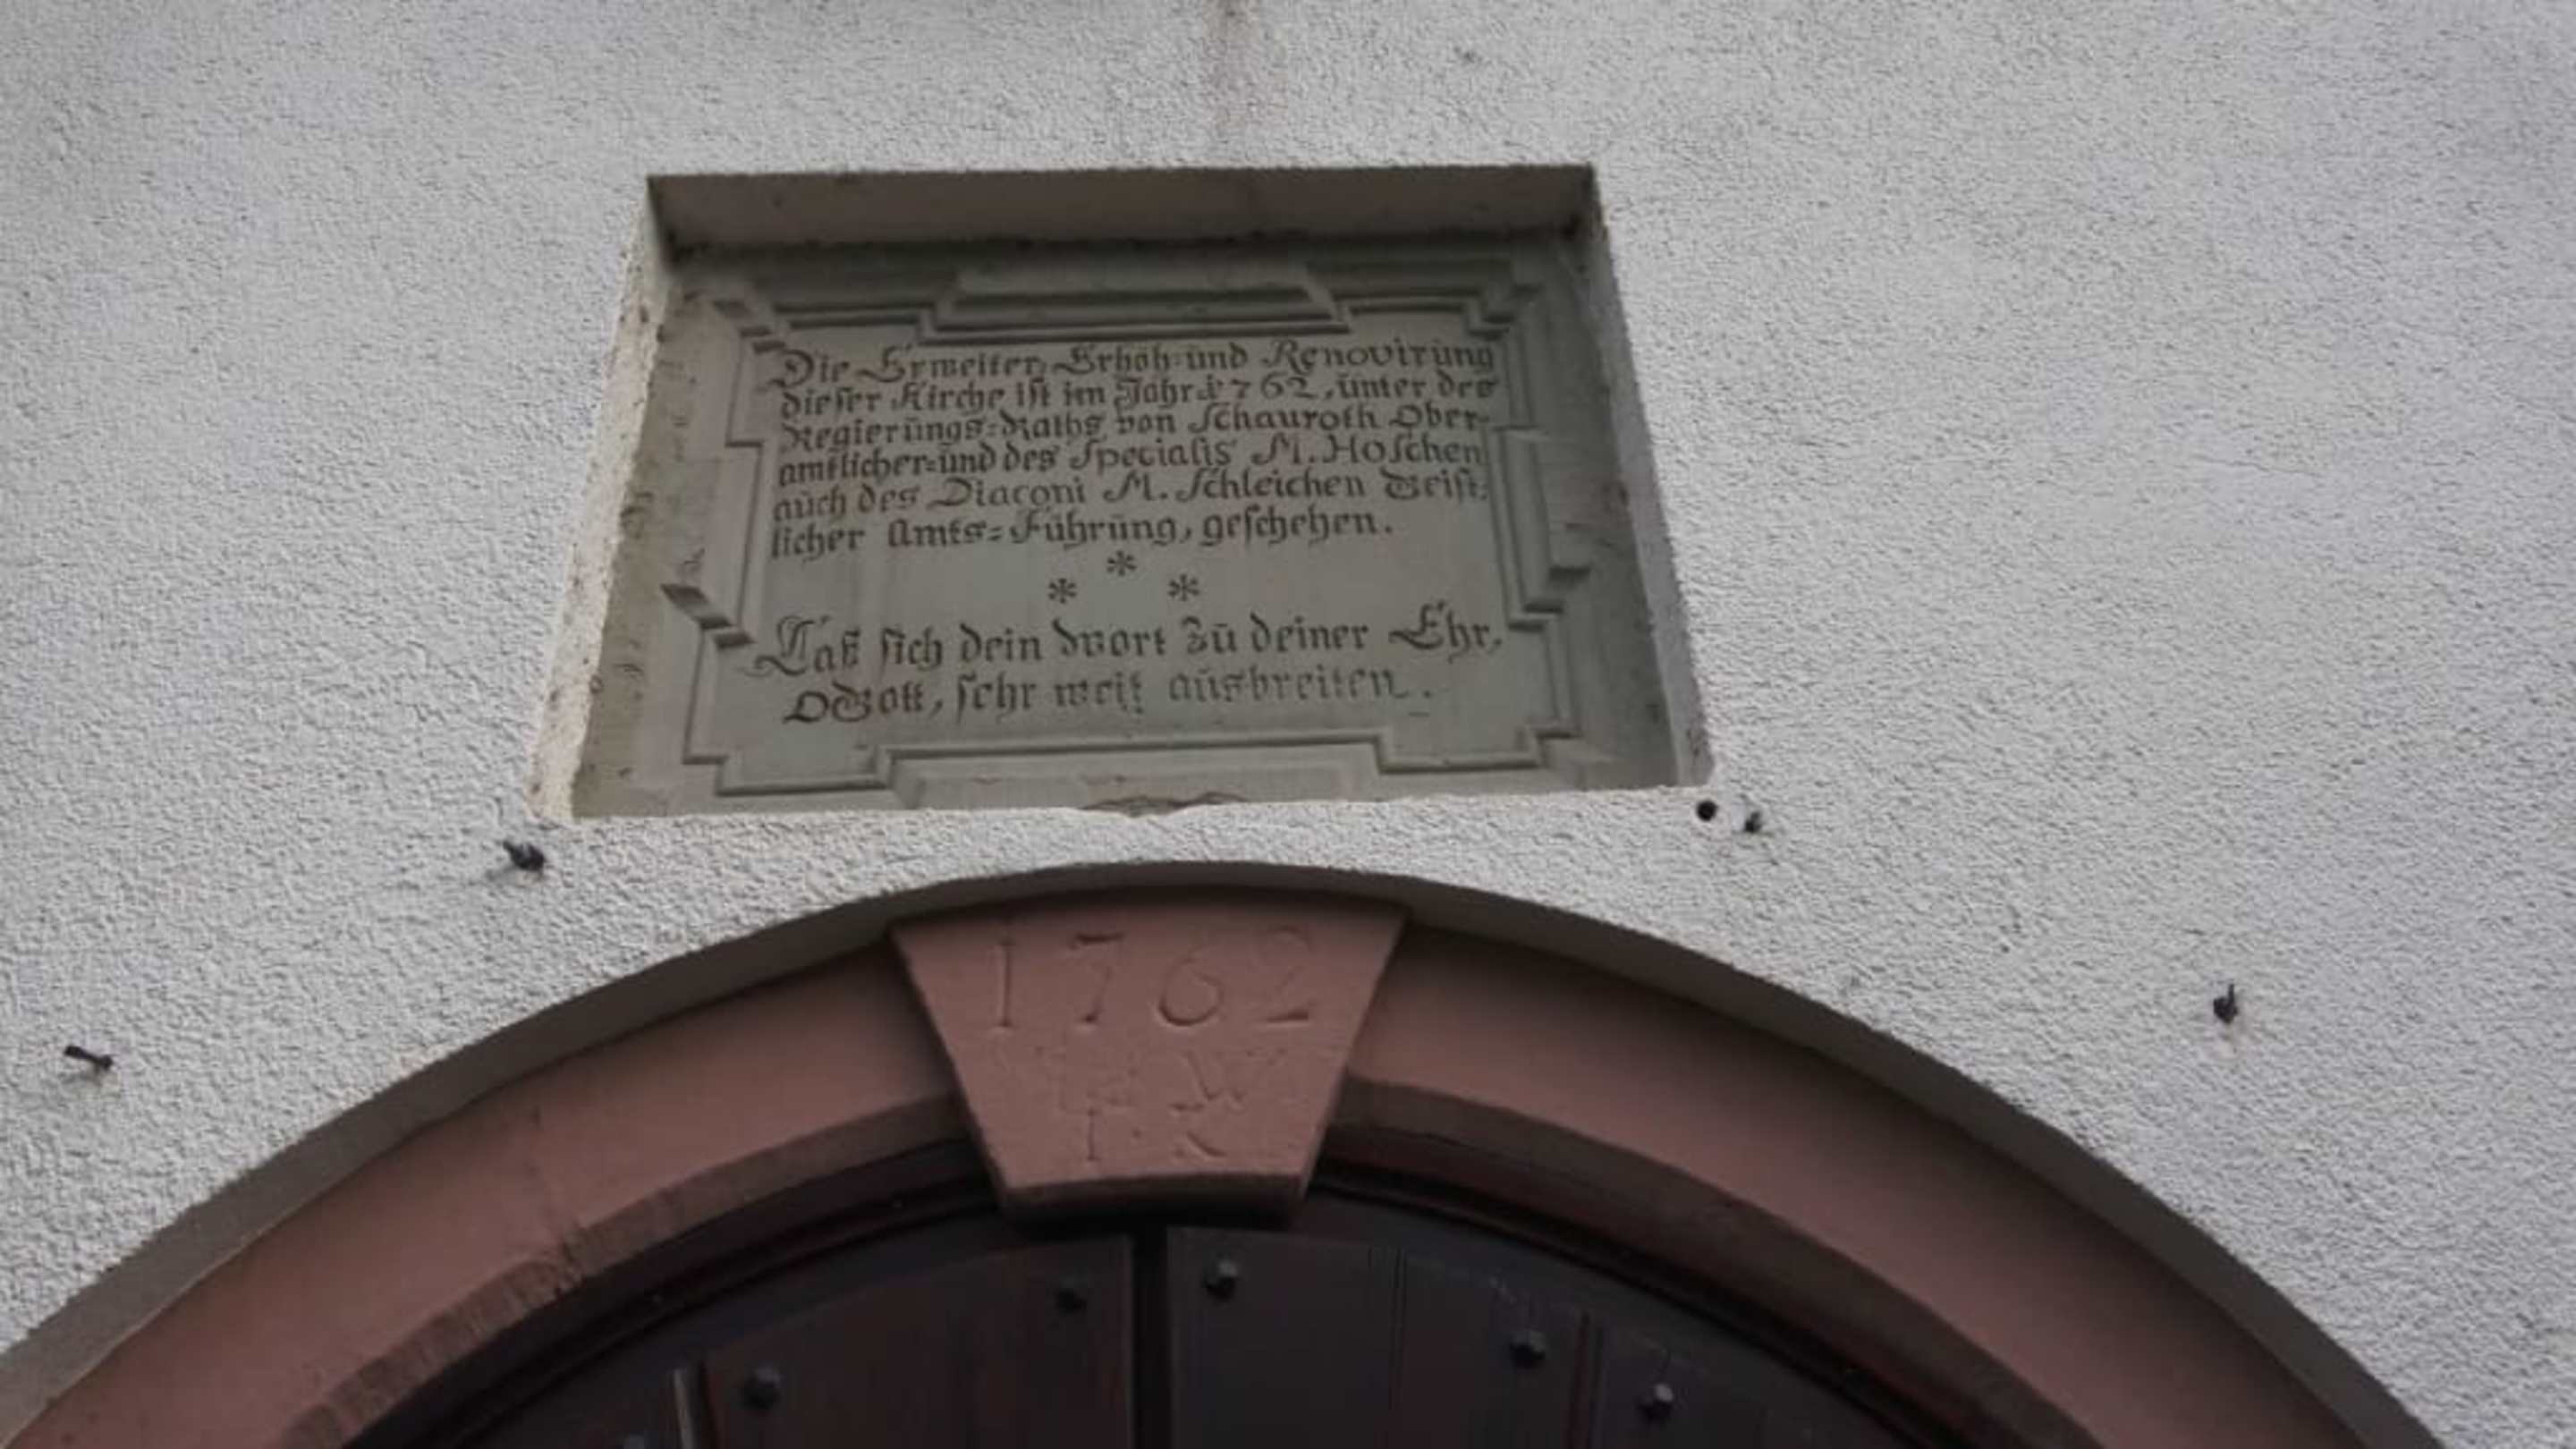 Die Erweiter-Erhöh-und Renovirung
dieser Kirche ist im Jahr 1762, unter des
Regierungs-Raths von Schauroth Ober-
amtlicher-und des Specialis M. Hoschen
auch des Diaconi M. Schleichen Geist-
licher Amts-Führung, geschehen.
* * *
Laß sich dein Wort zu deiner Ehr,
O Gott, sehr weit ausbreiten.
1762
W